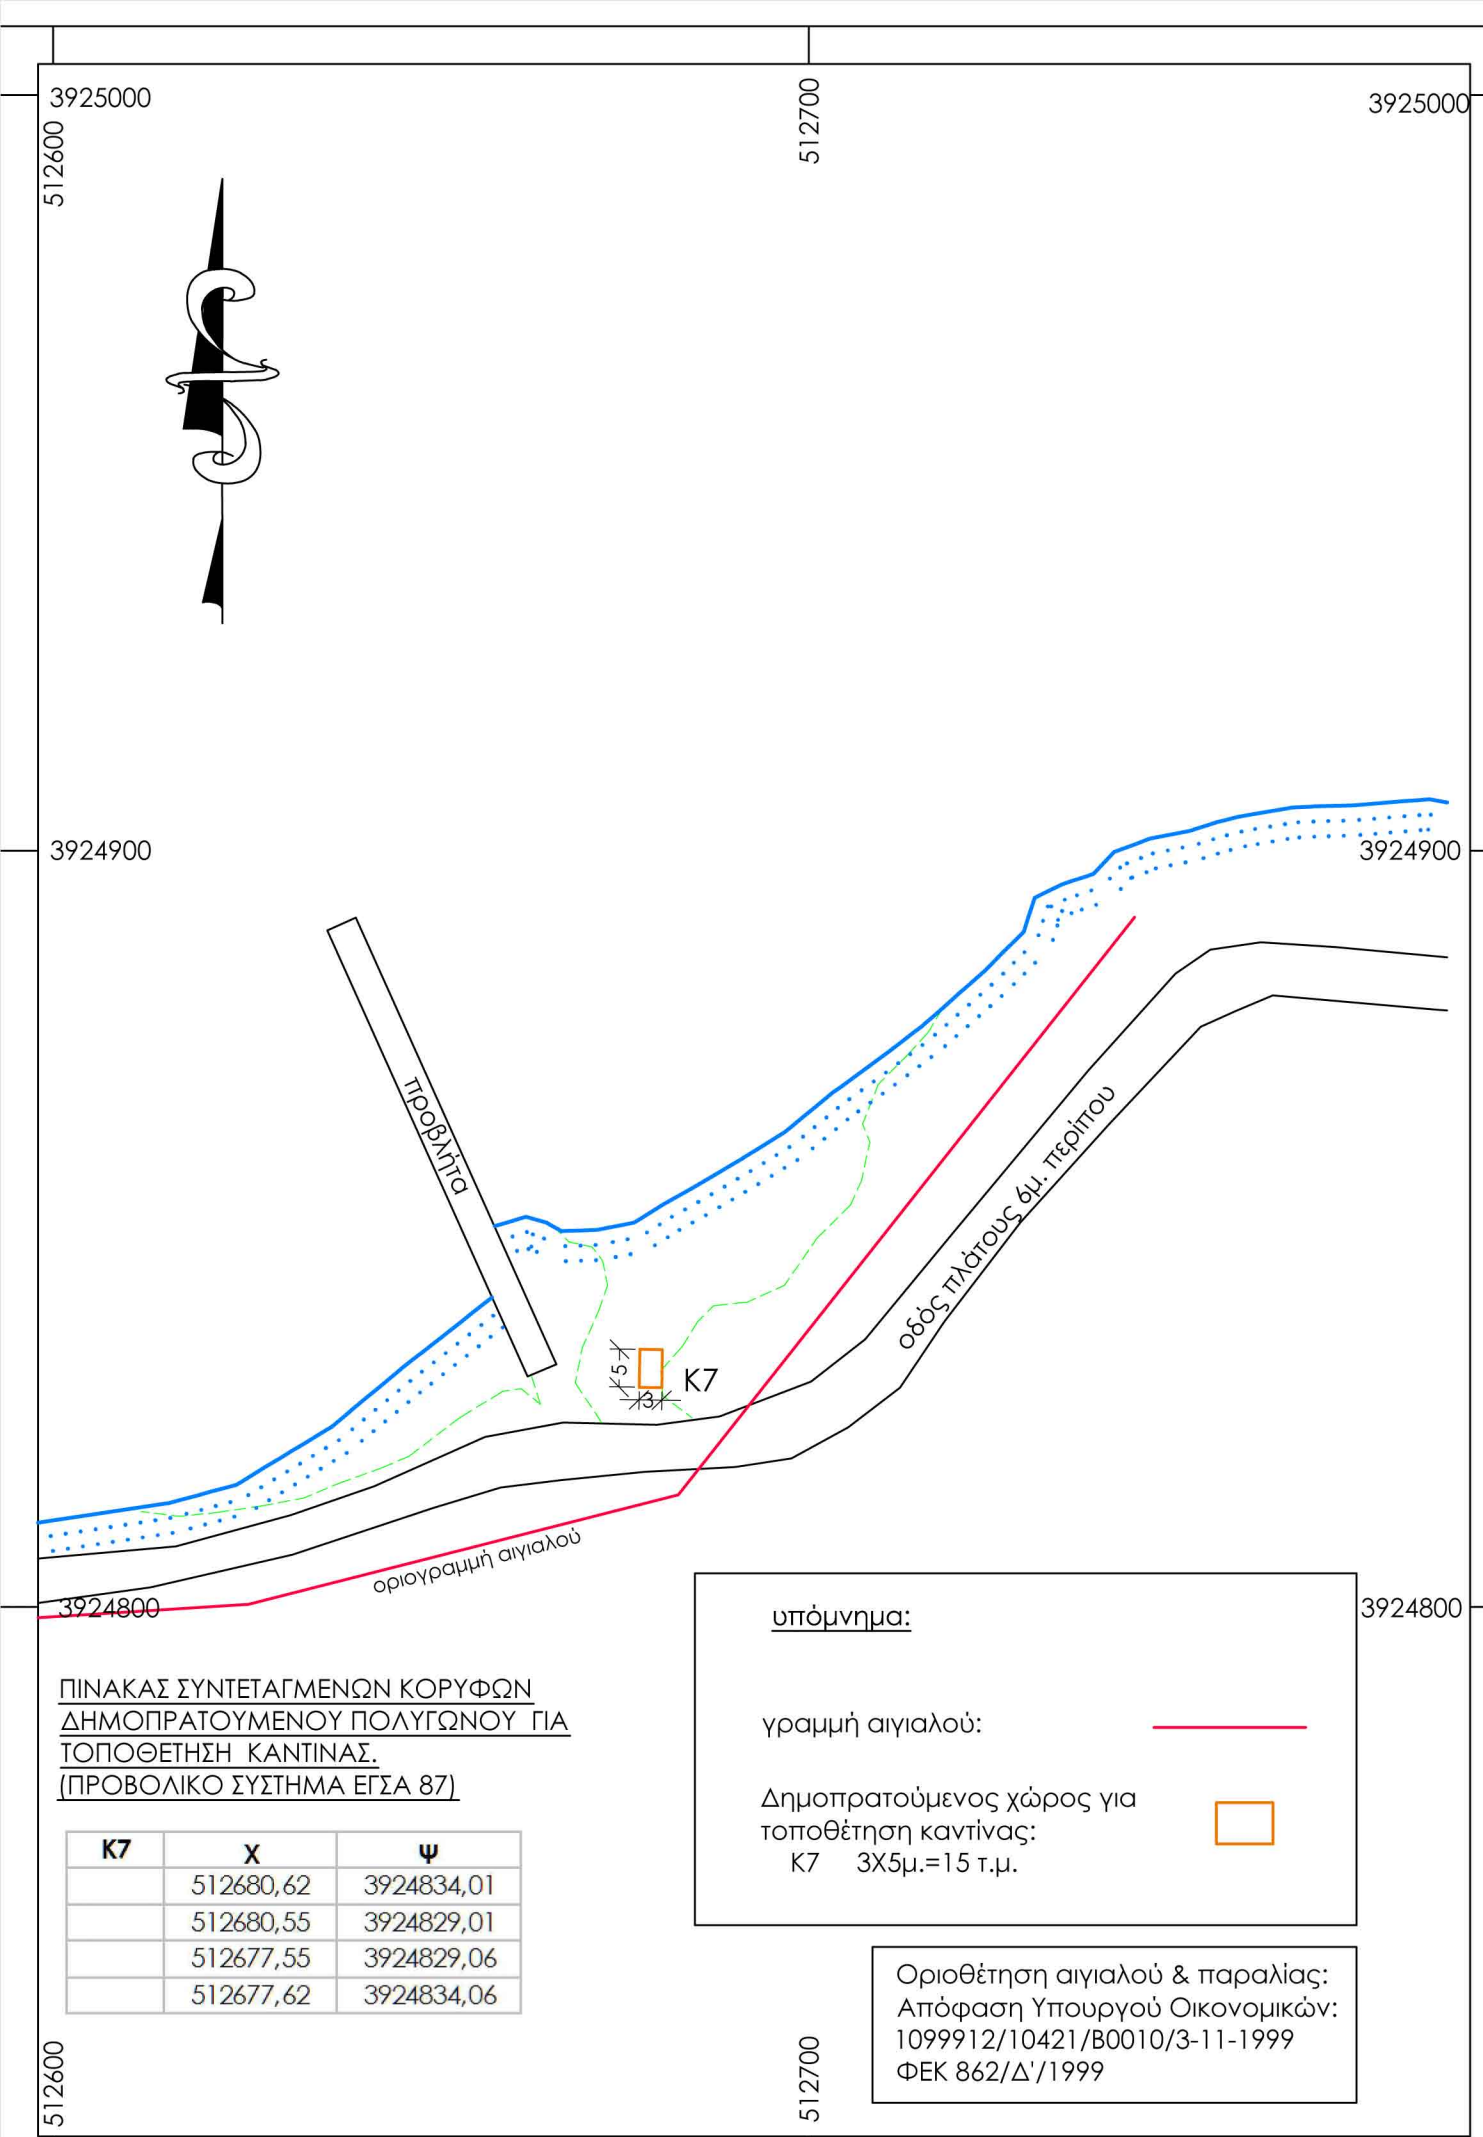 3925000
512700
3925000
512600
3924900
3924900
προβλήτα
οδός πλάτους 6μ. περίπου
5
K7
3
οριογραμμή αιγιαλού
3924800
3924800
υπόμνημα:
γραμμή αιγιαλού:
Δημοπρατούμενος χώρος για
τοποθέτηση καντίνας:
K7 3Χ5μ.=15 τ.μ.
ΠΙΝΑΚΑΣ ΣΥΝΤΕΤΑΓΜΕΝΩΝ ΚΟΡΥΦΩΝ
ΔΗΜΟΠΡΑΤΟΥΜΕΝΟΥ ΠΟΛΥΓΩΝΟΥ ΓΙΑ
ΤΟΠΟΘΕΤΗΣΗ ΚΑΝΤΙΝΑΣ.
(ΠΡΟΒΟΛΙΚΟ ΣΥΣΤΗΜΑ ΕΓΣΑ 87)
K7 Χ Ψ
512680,62 3924834,01
512680,55 3924829,01
512677,55 3924829,06
512677,62 3924834,06
Οριοθέτηση αιγιαλού & παραλίας:
Απόφαση Υπουργού Οικονομικών:
1099912/10421/Β0010/3-11-1999
ΦΕΚ 862/Δ'/1999
512600
512700